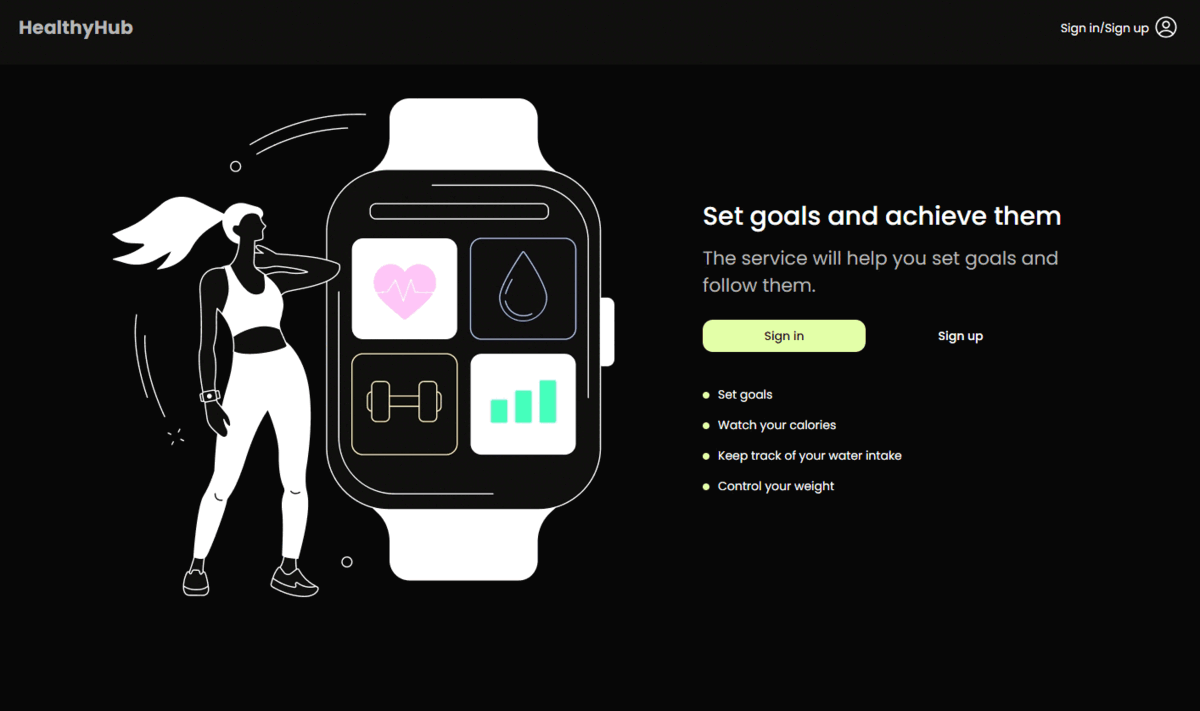 HealthyHub
Sign in/Sign up
Set goals and achieve them
The service will help you set goals and
follow them.
Sign in
Sign up
Set goals
Watch your calories
Keep track of your water intake
Control your weight